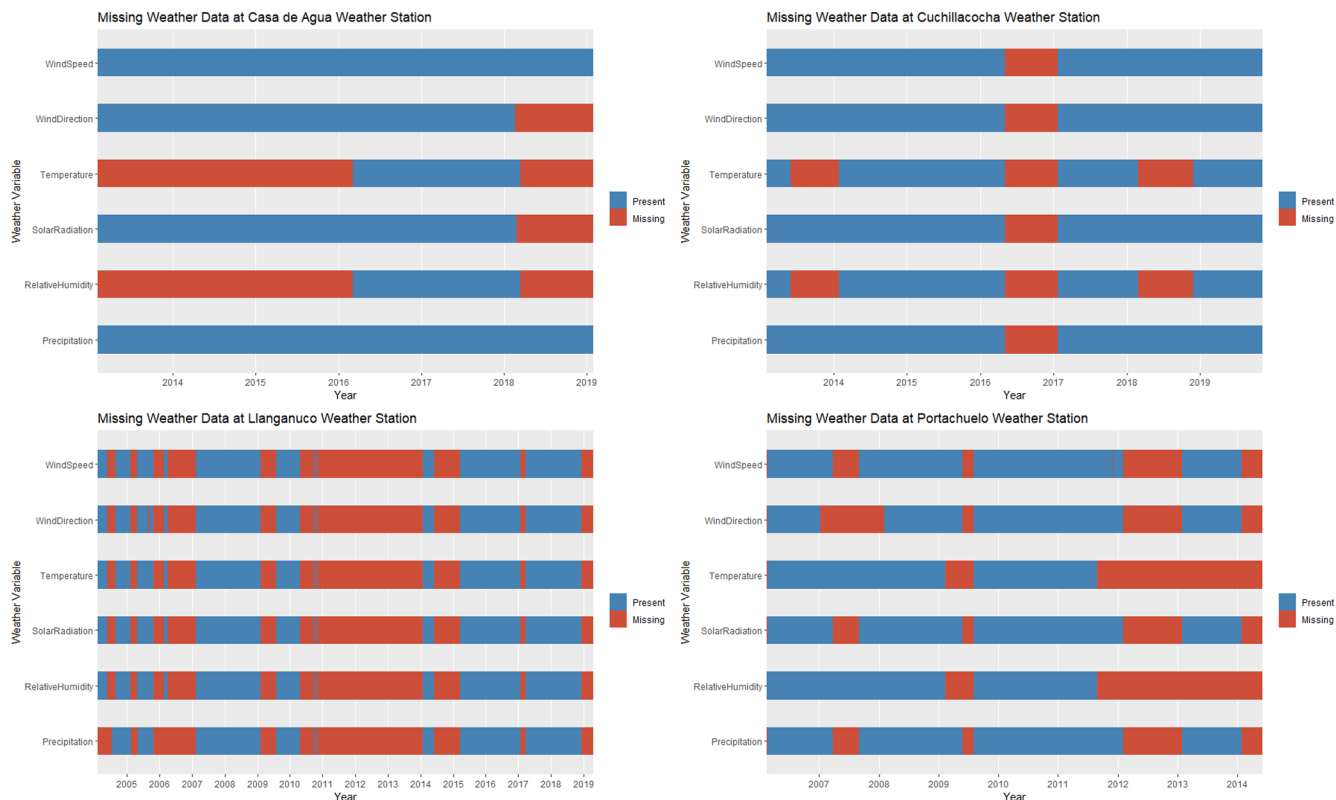 Missing Weather Data at Casa de Agua Weather Station
WindSpeed
WindDirection
Temperature
SolarRadiation
RelativeHumidity
Precipitation
Weather Variable
2014 2015 2016 2017 2018 2019
Year
Present
Missing
Missing Weather Data at Cuchillacocha Weather Station
WindSpeed
WindDirection
Temperature
SolarRadiation
RelativeHumidity
Precipitation
Weather Variable
2014 2015 2016 2017 2018 2019
Year
Present
Missing
Missing Weather Data at Llanganuco Weather Station
WindSpeed
WindDirection
Temperature
SolarRadiation
RelativeHumidity
Precipitation
Weather Variable
2005 2006 2007 2008 2009 2010 2011 2012 2013 2014 2015 2016 2017 2018 2019
Year
Present
Missing
Missing Weather Data at Portachuelo Weather Station
WindSpeed
WindDirection
Temperature
SolarRadiation
RelativeHumidity
Precipitation
Weather Variable
2007 2008 2009 2010 2011 2012 2013 2014
Year
Present
Missing